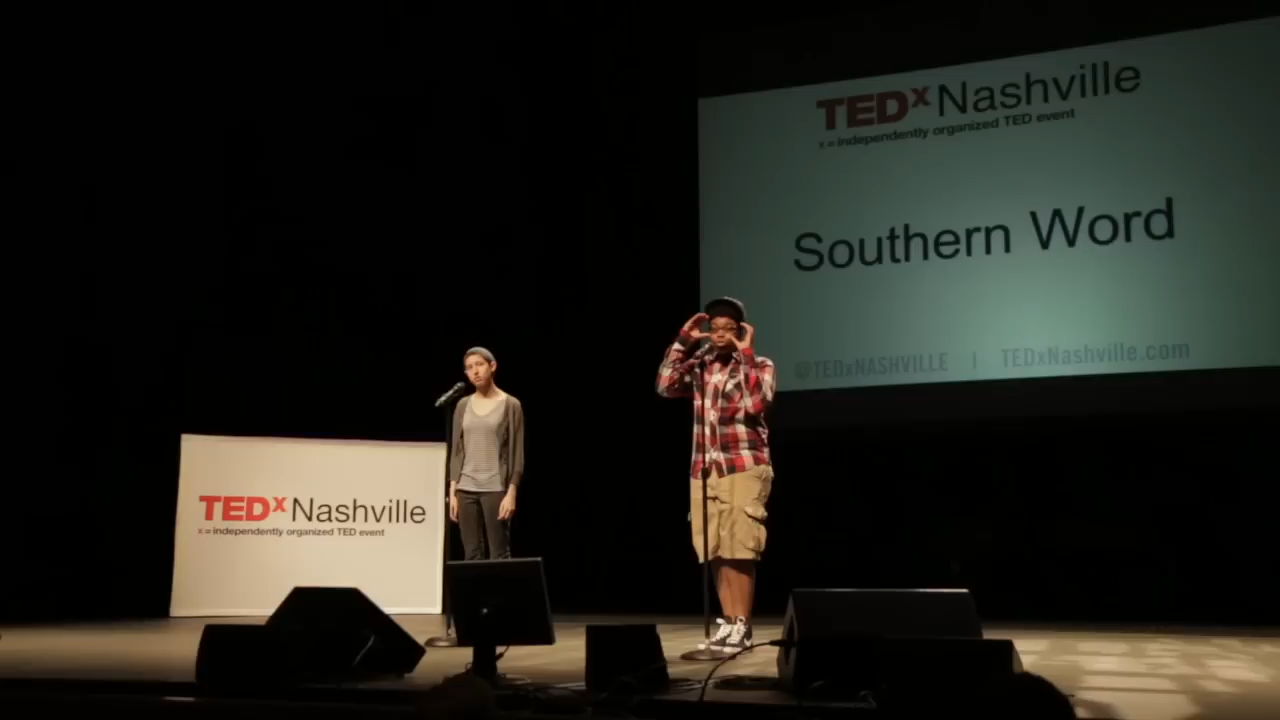 TEDx Nashville
x = independently organized TED event
Southern Word
@TEDxNASHVILLE | TEDxNashville.com
TEDx Nashville
x = independently organized TED event